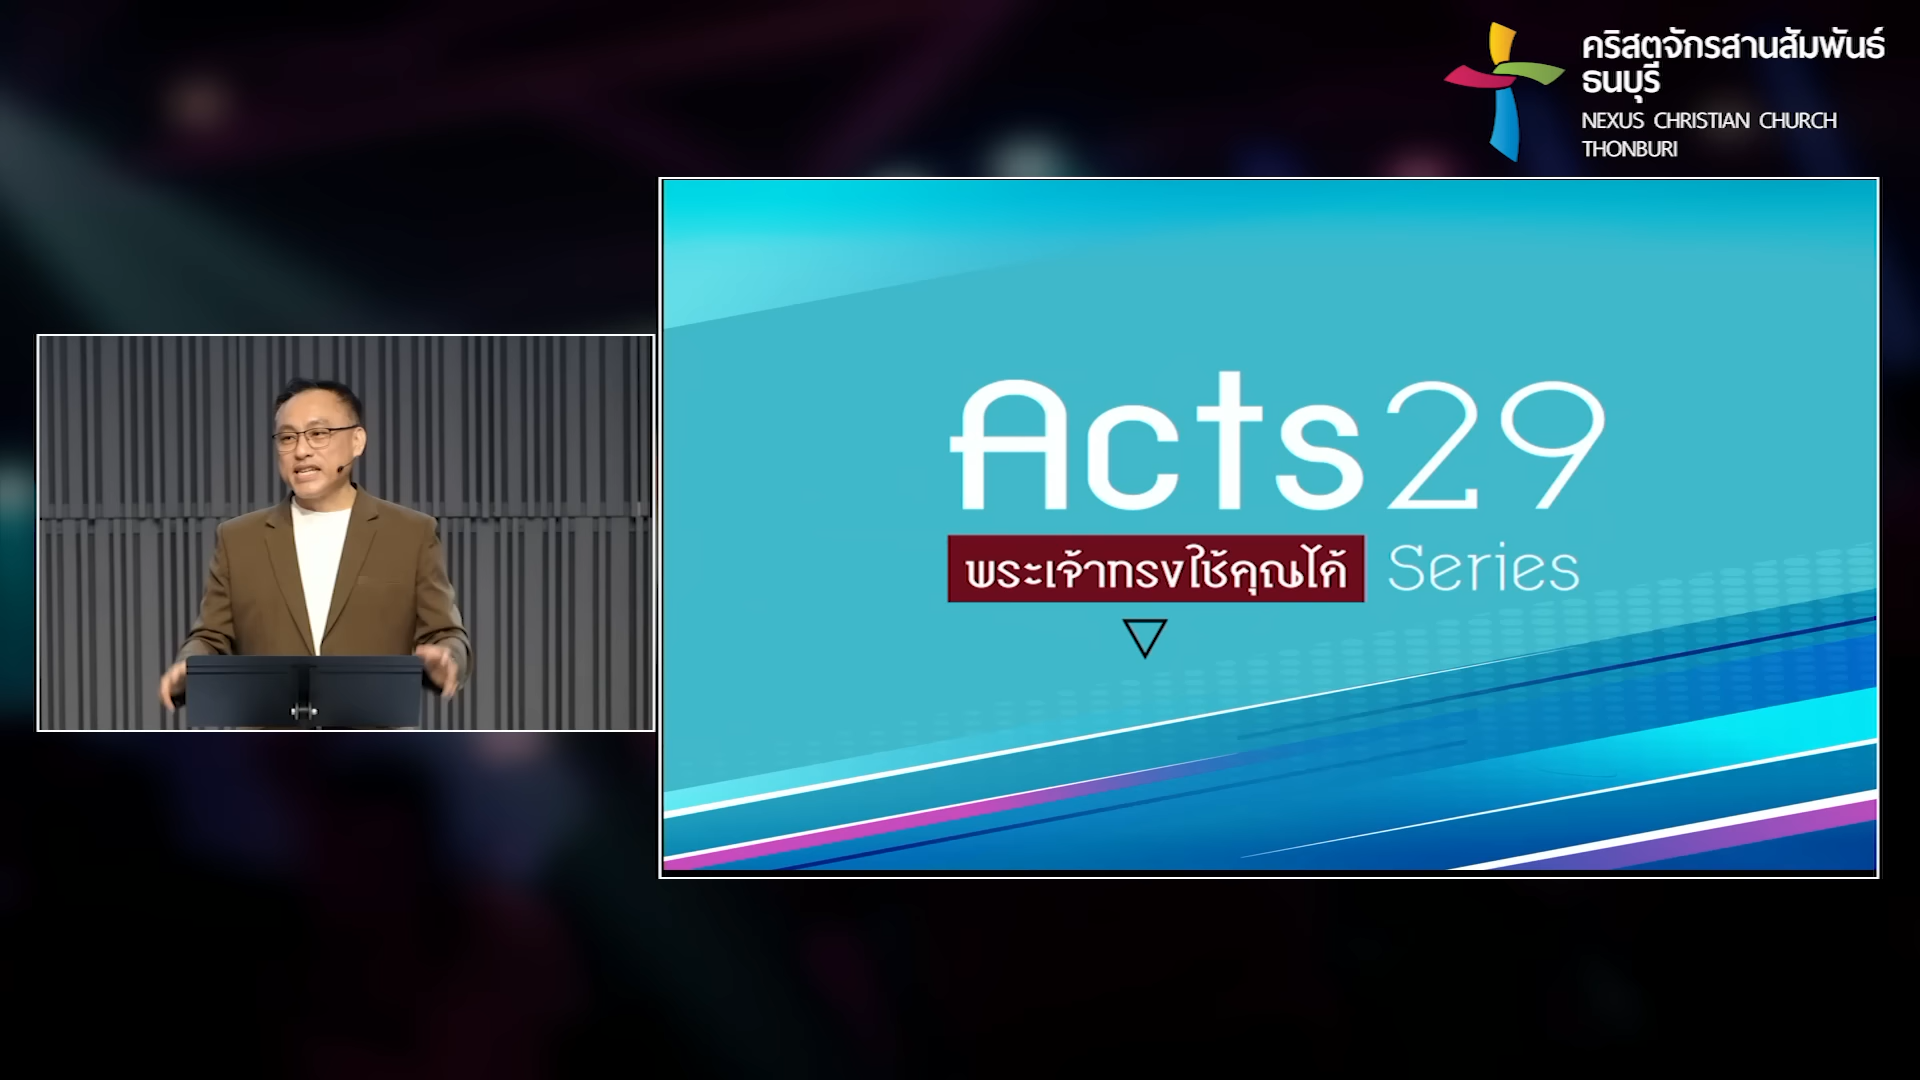 คริสตจักรสานสัมพันธ์
ธนบุรี
NEXUS CHRISTIAN CHURCH
THONBURI
Acts 29
พระเจ้าทรงใช้คุณได้ Series